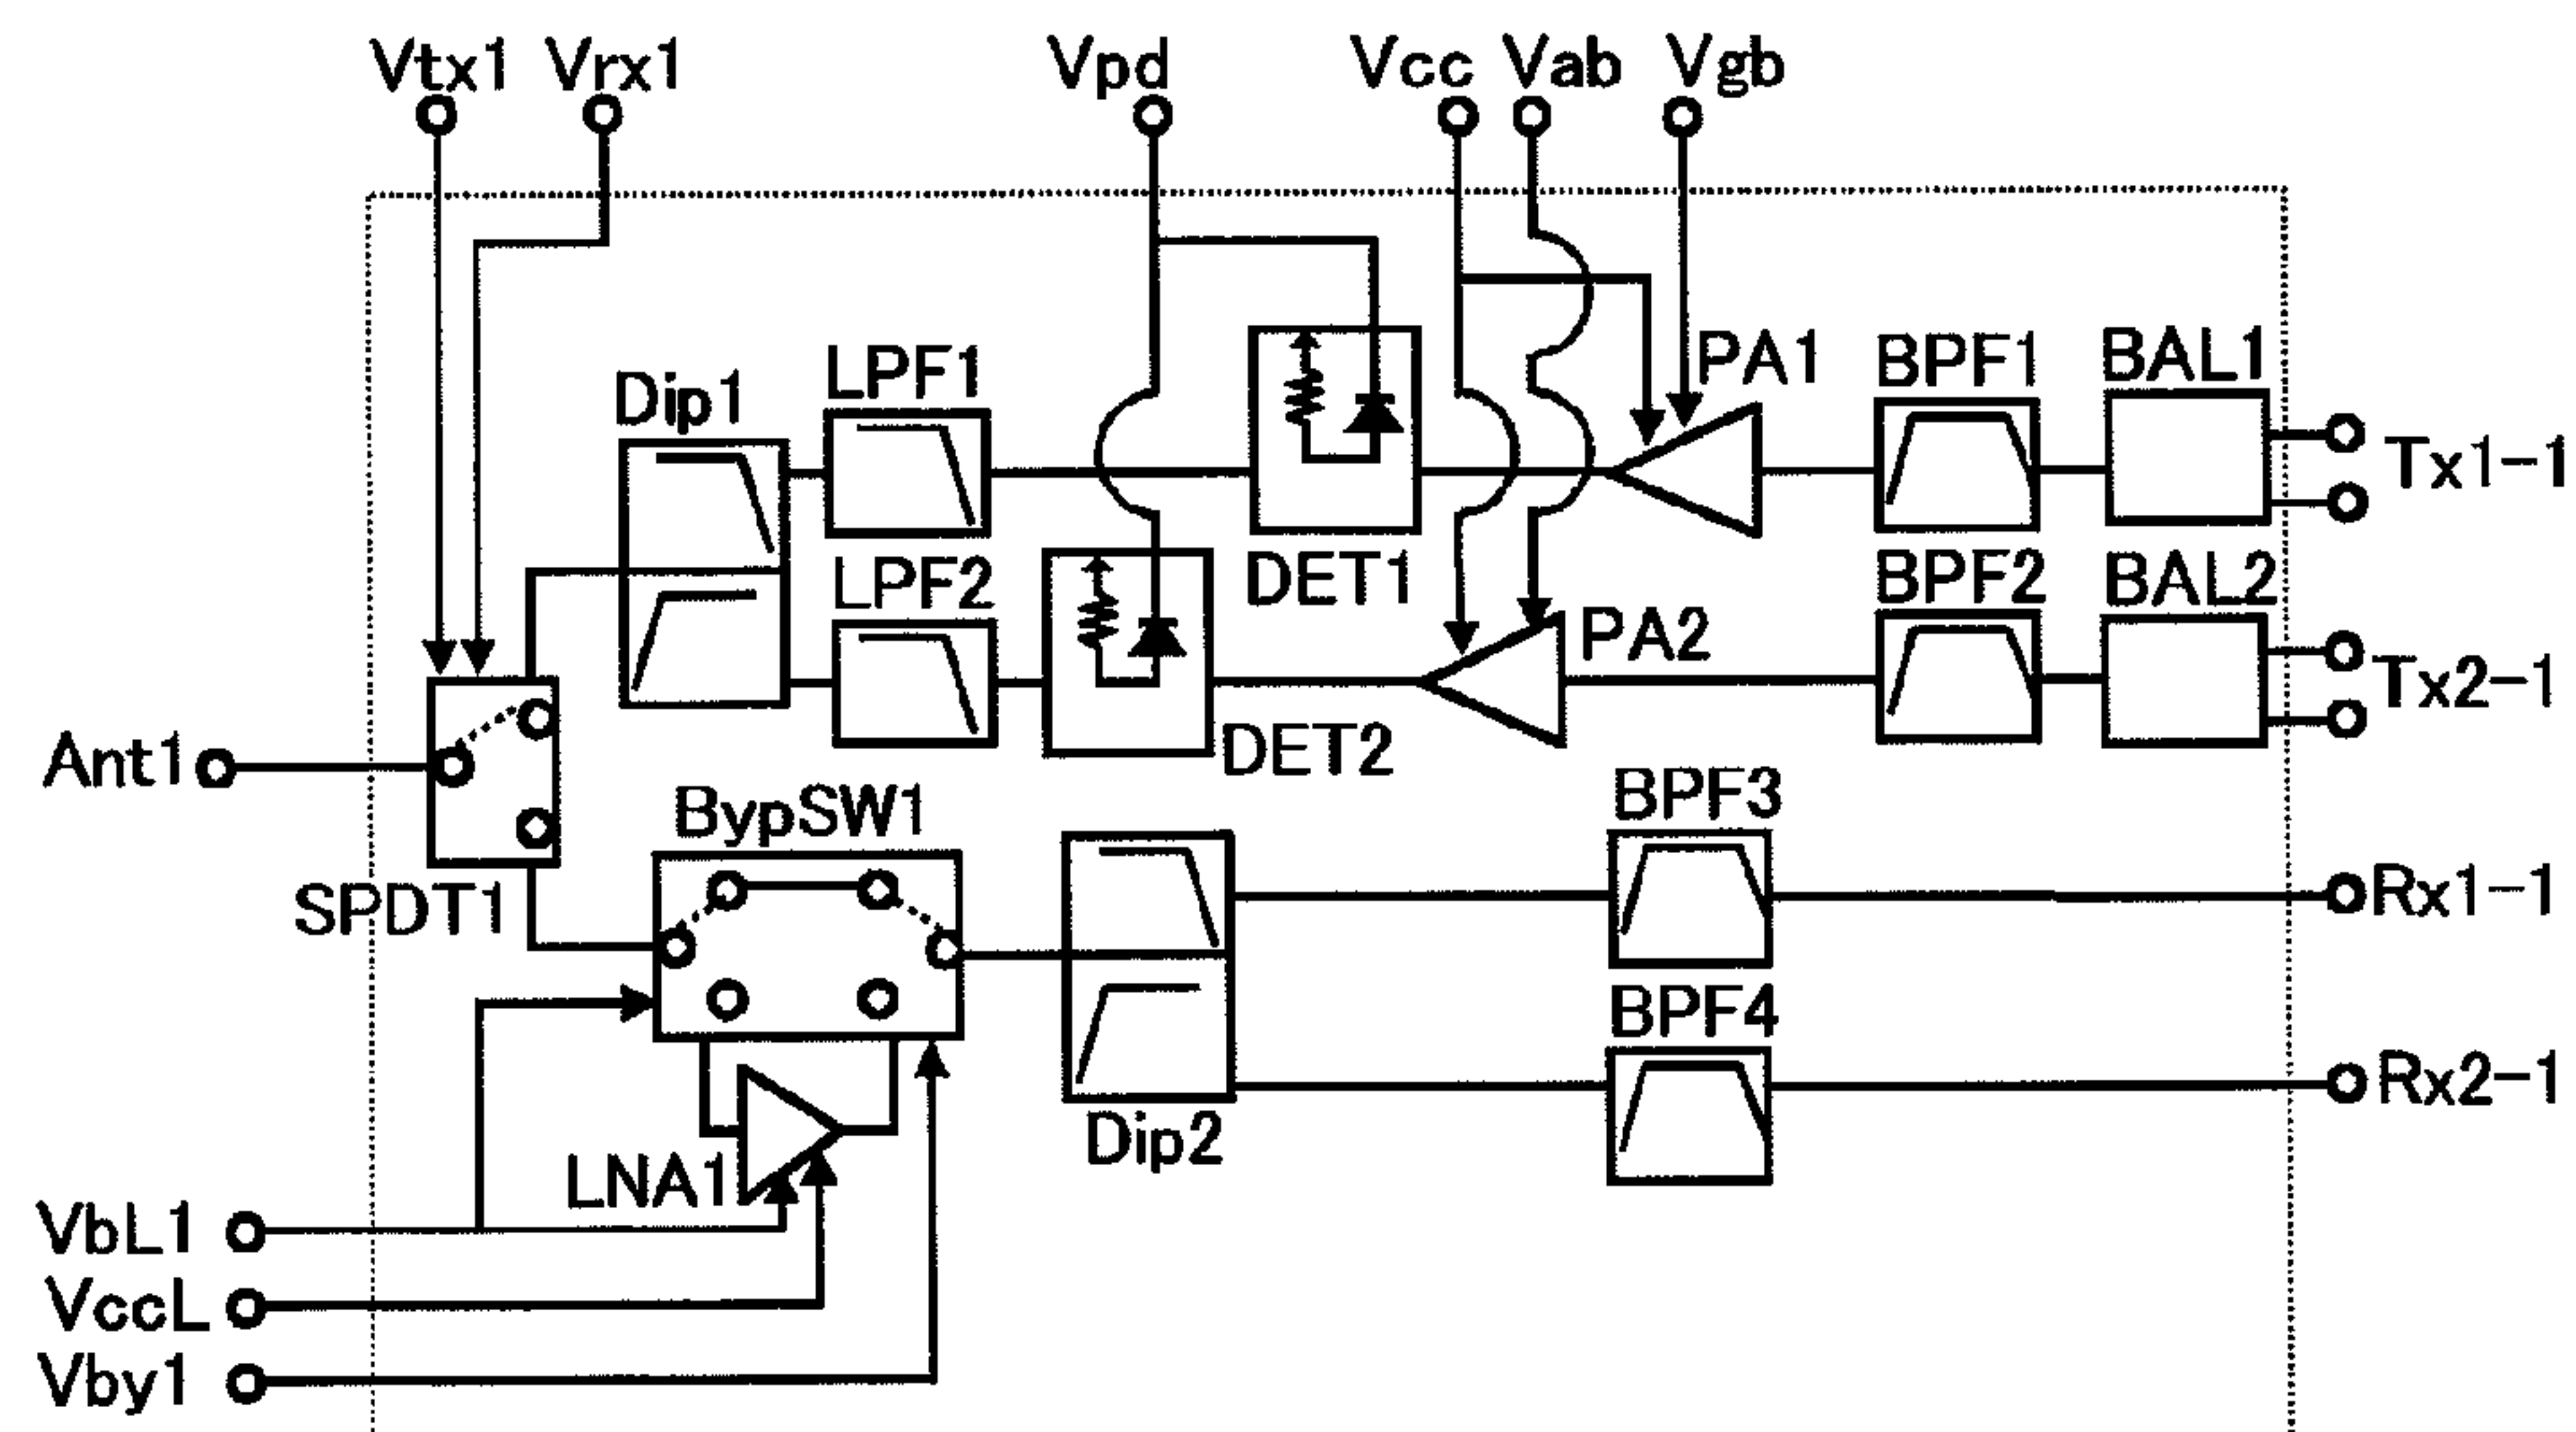 Vtx1 Vrx1 Vpd Vcc Vab Vgb
Dip1 LPF1 PA1 BPF1 BAL1
Tx1-1
LPF2 DET1 BPF2 BAL2
PA2 Tx2-1
Ant1 DET2
BypSW1 BPF3
SPDT1 Rx1-1
BPF4
Rx2-1
LNA1 Dip2
VbL1
VccL
Vby1